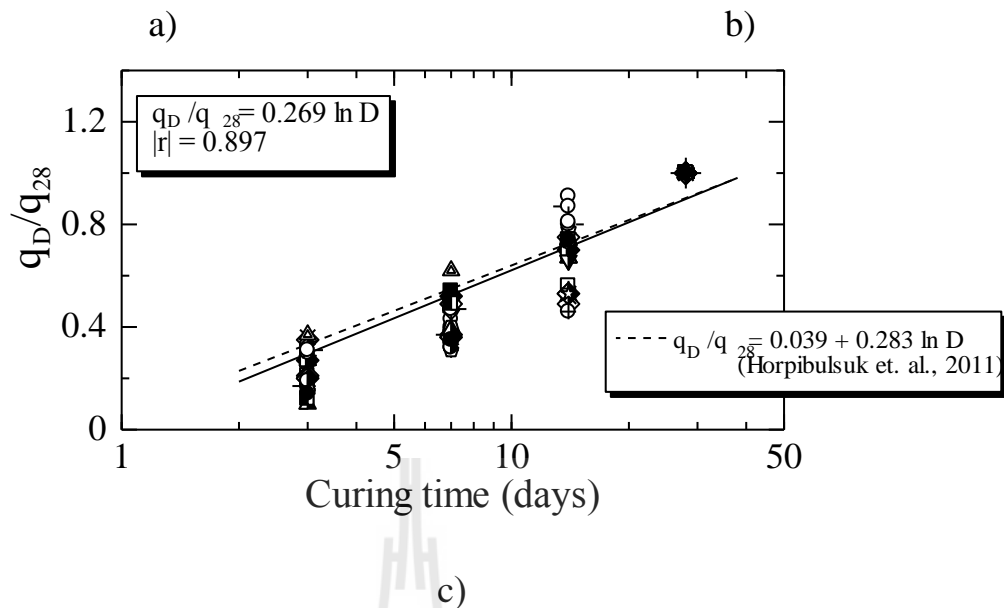 a) b)
q_D /q_28 = 0.269 ln D
|r| = 0.897
1.2
0.8
0.4
0
q_D/q_28
q_D /q_28 = 0.039 + 0.283 ln D
(Horpibulsuk et. al., 2011)
1 5 10 50
Curing time (days)
c)